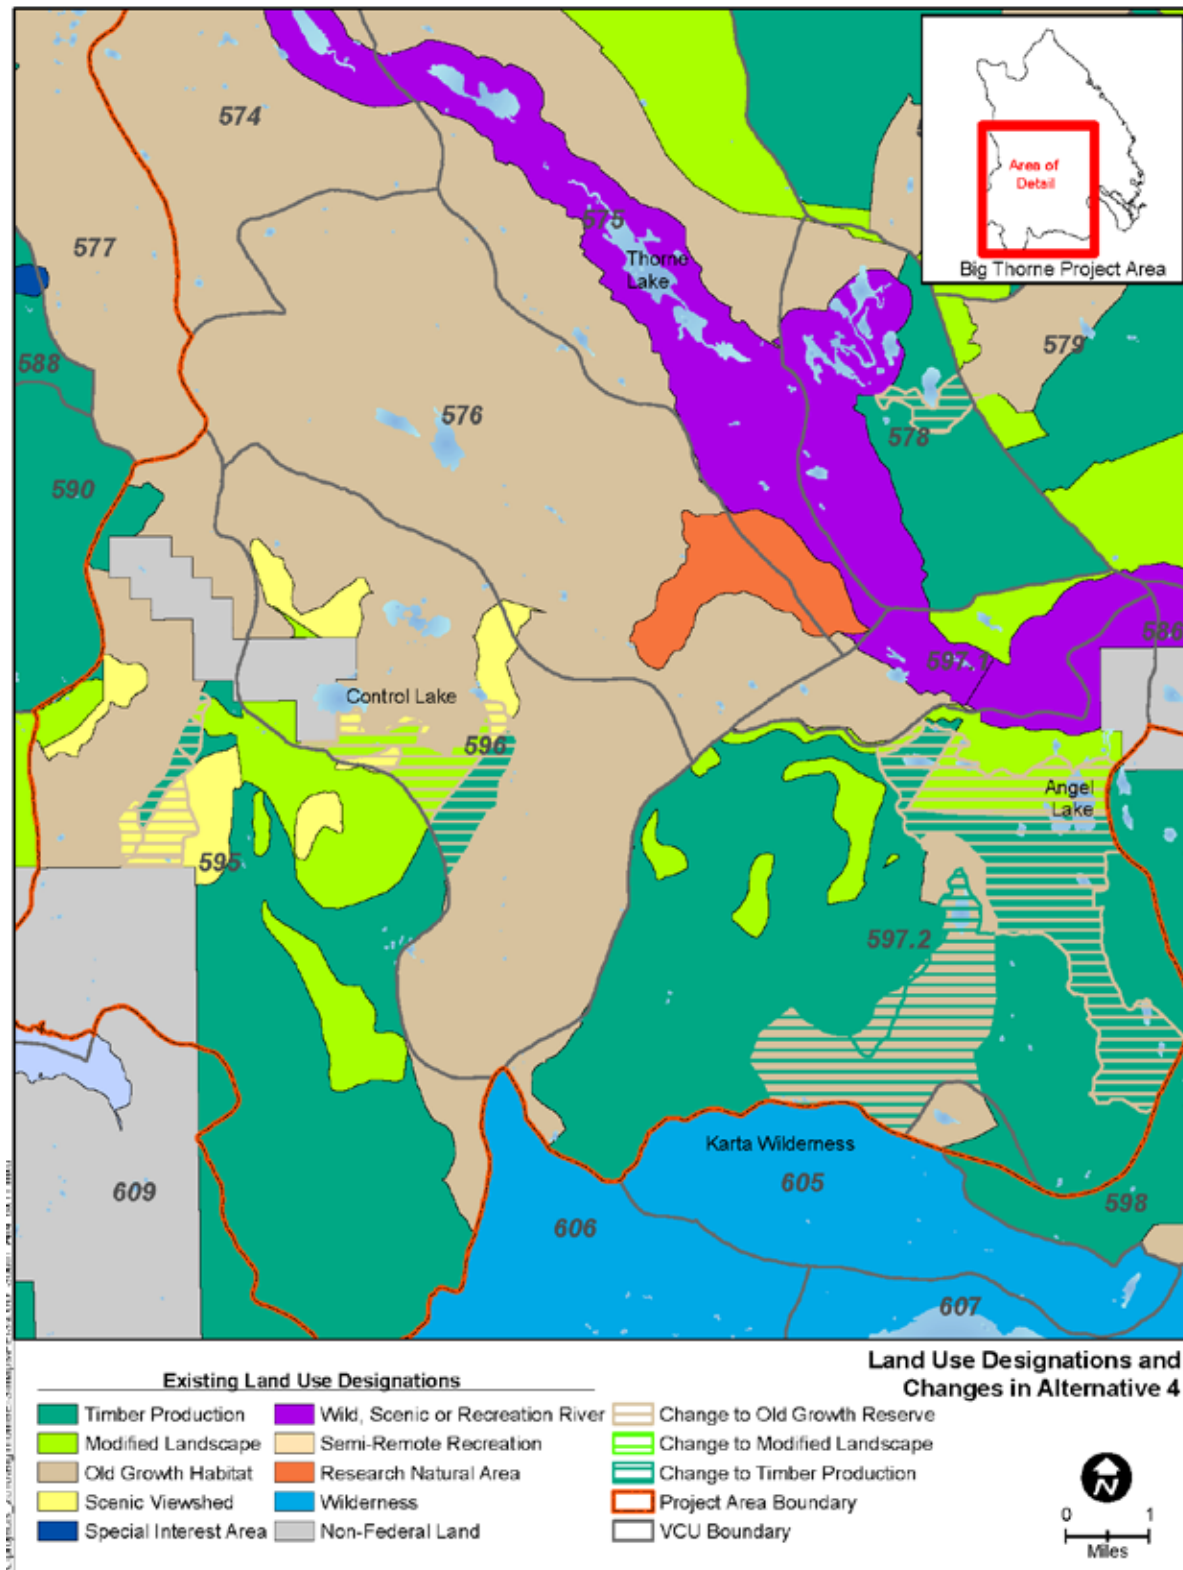 574
577
588
590
576
575
Thorne
Lake
Area of
Detail
Big Thorne Project Area
579
578
597.1
586
Control Lake
596
595
Angel
Lake
597.2
609
Karta Wilderness
605
606
598
607
Land Use Designations and
Changes in Alternative 4
Existing Land Use Designations
Timber Production
Modified Landscape
Old Growth Habitat
Scenic Viewshed
Special Interest Area
Wild, Scenic or Recreation River
Semi-Remote Recreation
Research Natural Area
Wilderness
Non-Federal Land
Change to Old Growth Reserve
Change to Modified Landscape
Change to Timber Production
Project Area Boundary
VCU Boundary
N
0 1
Miles